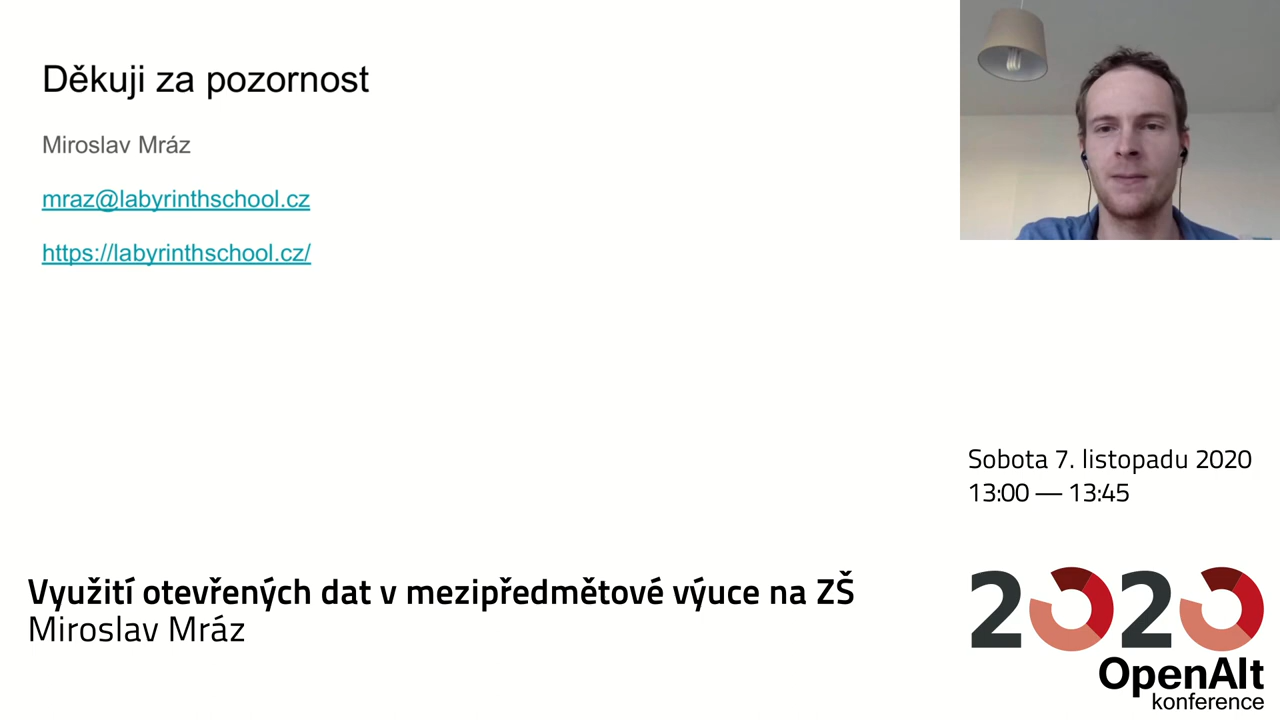 Děkuji za pozornost
Miroslav Mráz
mraz@labyrinthschool.cz
https://labyrinthschool.cz/
Sobota 7. listopadu 2020
13:00 — 13:45
Využití otevřených dat v mezipředmětové výuce na ZŠ
Miroslav Mráz
2020
OpenAlt
konference